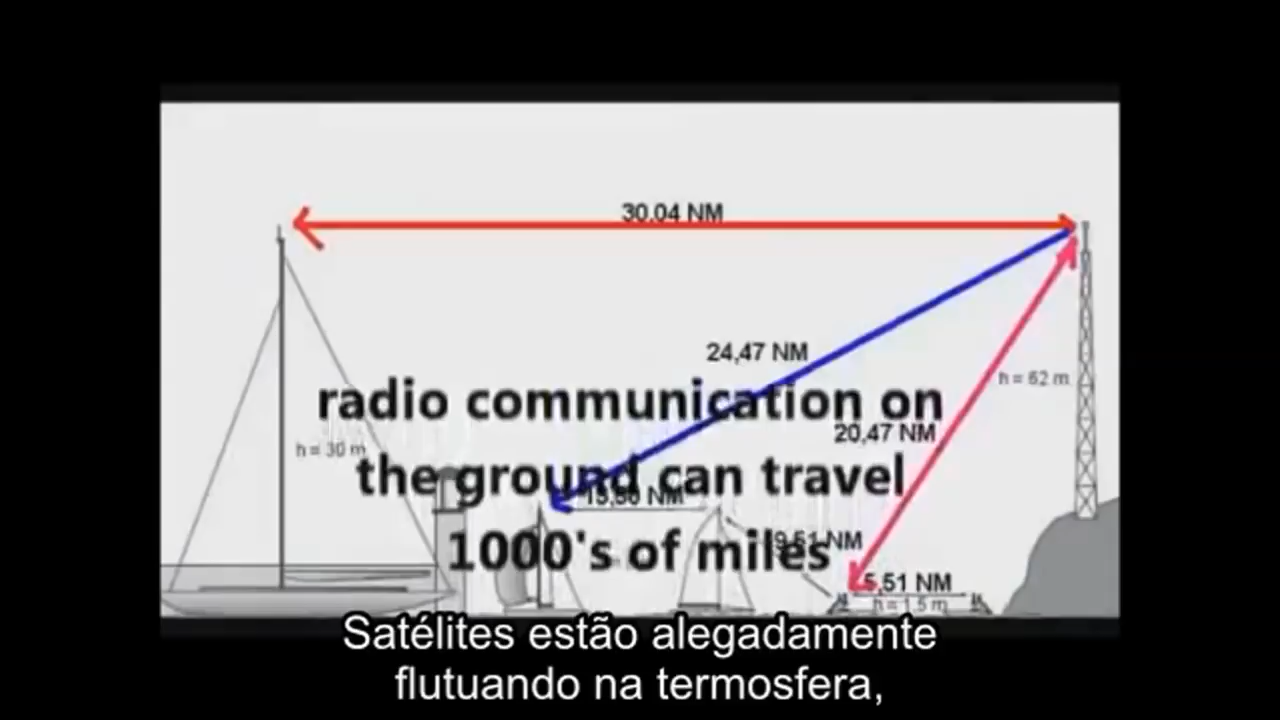 30.04 NM
24,47 NM
h = 62 m
radio communication on
20,47 NM
h = 30 m
the ground can travel
1000's of miles
5,51 NM
h = 1,5 m
Satélites estão alegadamente
flutuando na termosfera,